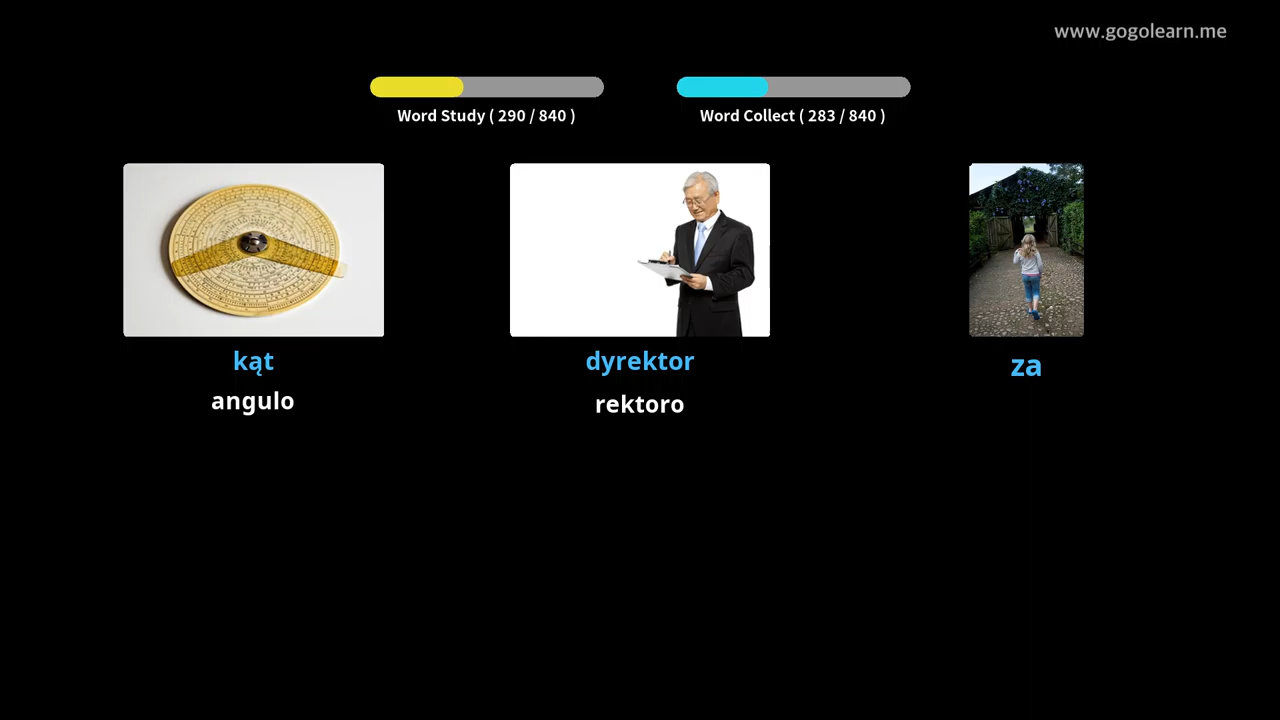 www.gogolearn.me
Word Study ( 290 / 840 )
Word Collect ( 283 / 840 )
kąt
angulo
dyrektor
rektoro
za